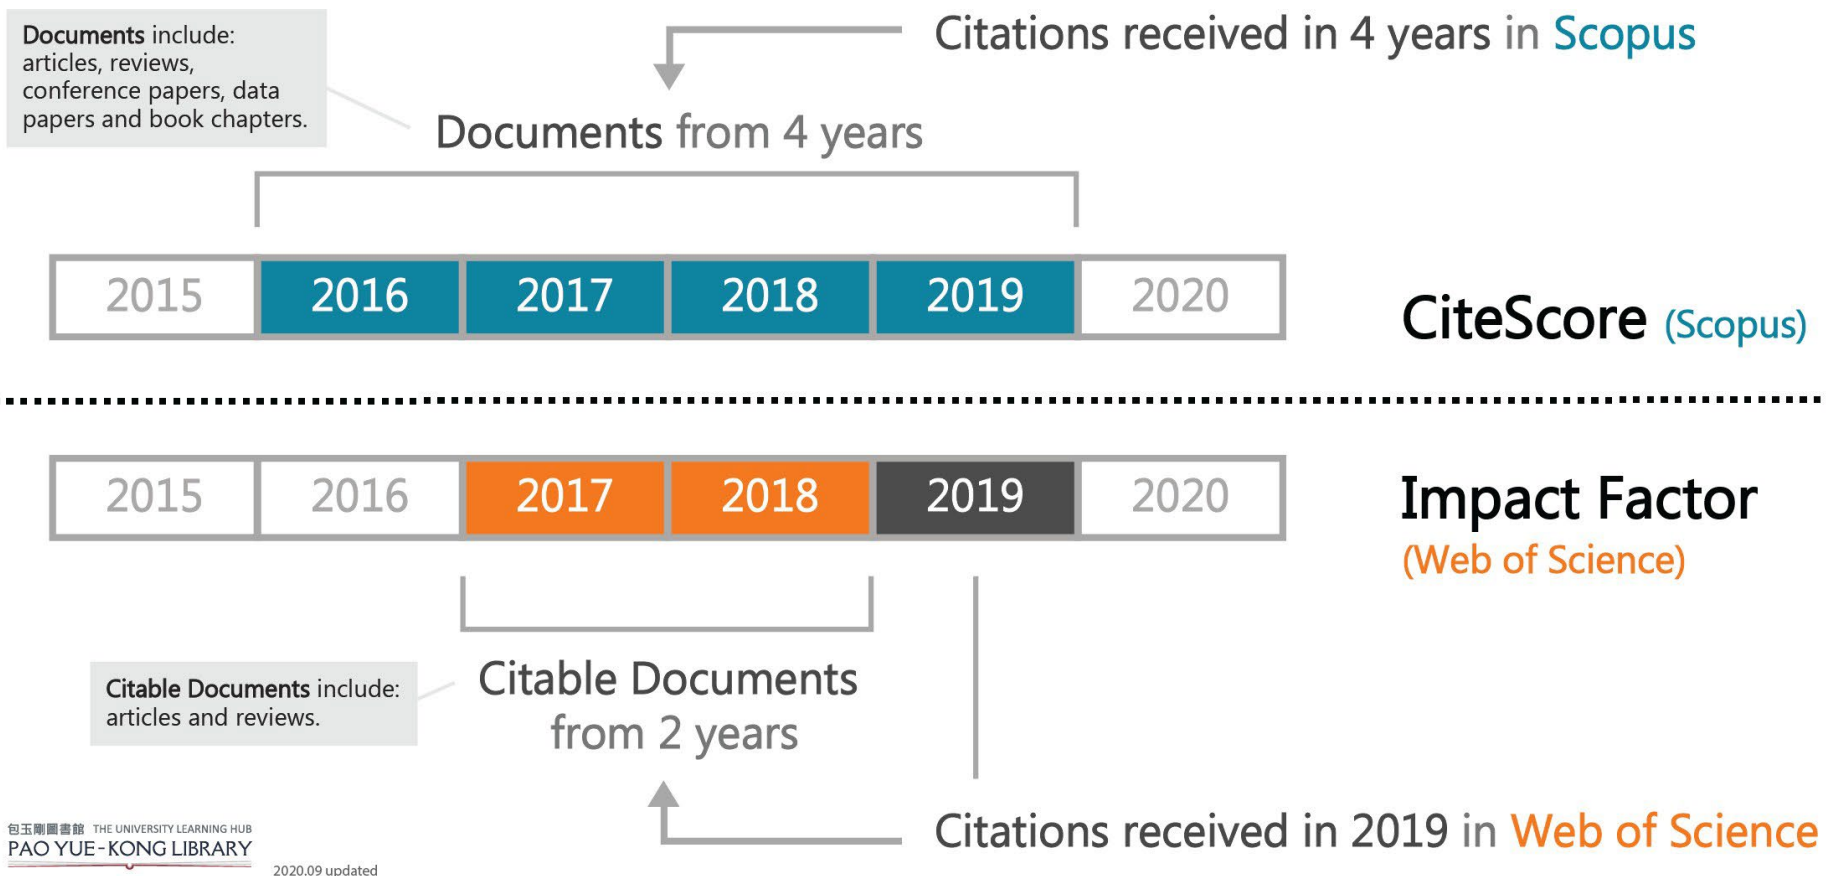 Documents include:
articles, reviews,
conference papers, data
papers and book chapters.
Citations received in 4 years in Scopus
Documents from 4 years
2015 2016 2017 2018 2019 2020
CiteScore (Scopus)
2015 2016 2017 2018 2019 2020
Impact Factor
(Web of Science)
Citable Documents include:
articles and reviews.
Citable Documents
from 2 years
Citations received in 2019 in Web of Science
包玉剛圖書館 THE UNIVERSITY LEARNING HUB
PAO YUE-KONG LIBRARY
2020.09 updated